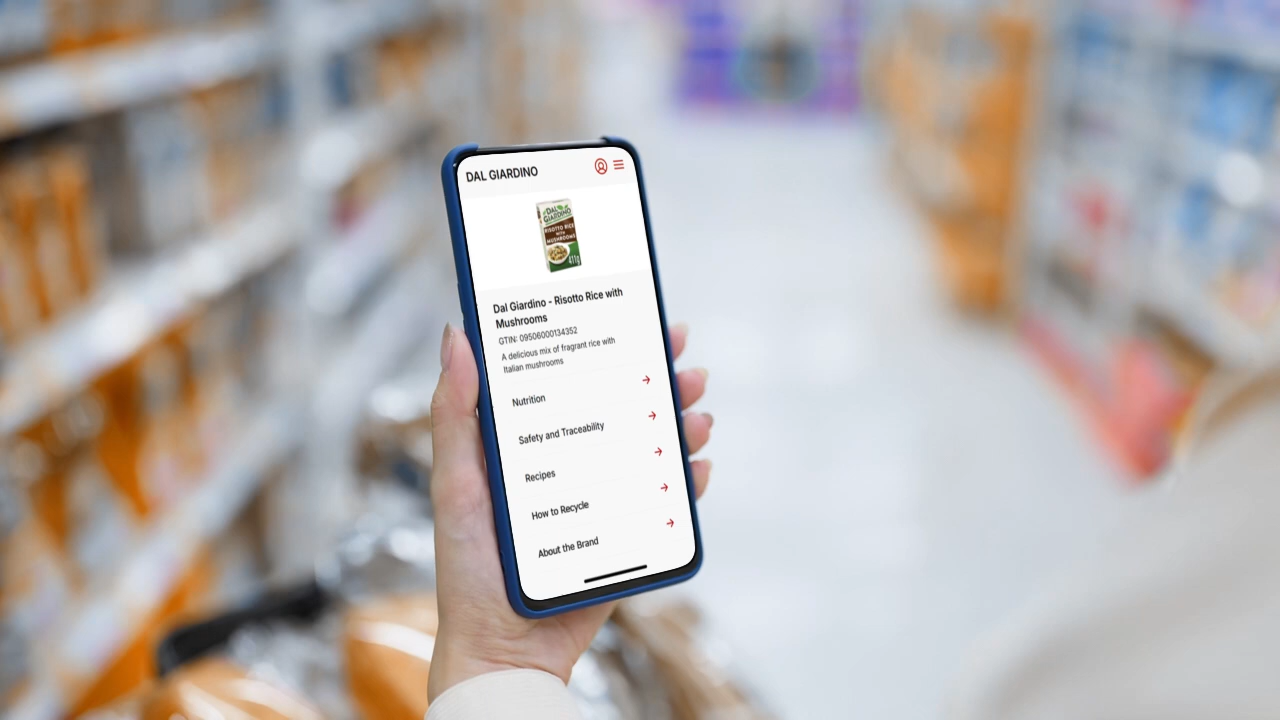 DAL GIARDINO
DAL
GIARDINO
RISOTTO RICE
WITH
MUSHROOMS
411g
Dal Giardino - Risotto Rice with
Mushrooms
GTIN: 09506000134352
A delicious mix of fragrant rice with
Italian mushrooms
Nutrition
Safety and Traceability
Recipes
How to Recycle
About the Brand